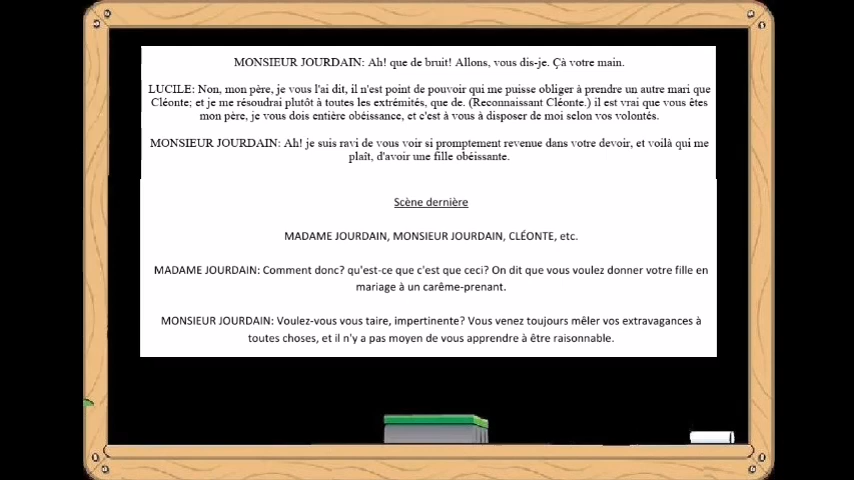 MONSIEUR JOURDAIN: Ah! que de bruit! Allons, vous dis-je. Çà votre main.
LUCILE: Non, mon père, je vous l'ai dit, il n'est point de pouvoir qui me puisse obliger à prendre un autre mari que
Cléonte; et je me résoudrai plutôt à toutes les extrémités, que de. (Reconnaissant Cléonte.) il est vrai que vous êtes
mon père, je vous dois entière obéissance, et c'est à vous à disposer de moi selon vos volontés.
MONSIEUR JOURDAIN: Ah! je suis ravi de vous voir si promptement revenue dans votre devoir, et voilà qui me
plaît, d'avoir une fille obéissante.
Scène dernière
MADAME JOURDAIN, MONSIEUR JOURDAIN, CLÉONTE, etc.
MADAME JOURDAIN: Comment donc? qu'est-ce que c'est que ceci? On dit que vous voulez donner votre fille en
mariage à un carême-prenant.
MONSIEUR JOURDAIN: Voulez-vous vous taire, impertinente? Vous venez toujours mêler vos extravagances à
toutes choses, et il n'y a pas moyen de vous apprendre à être raisonnable.